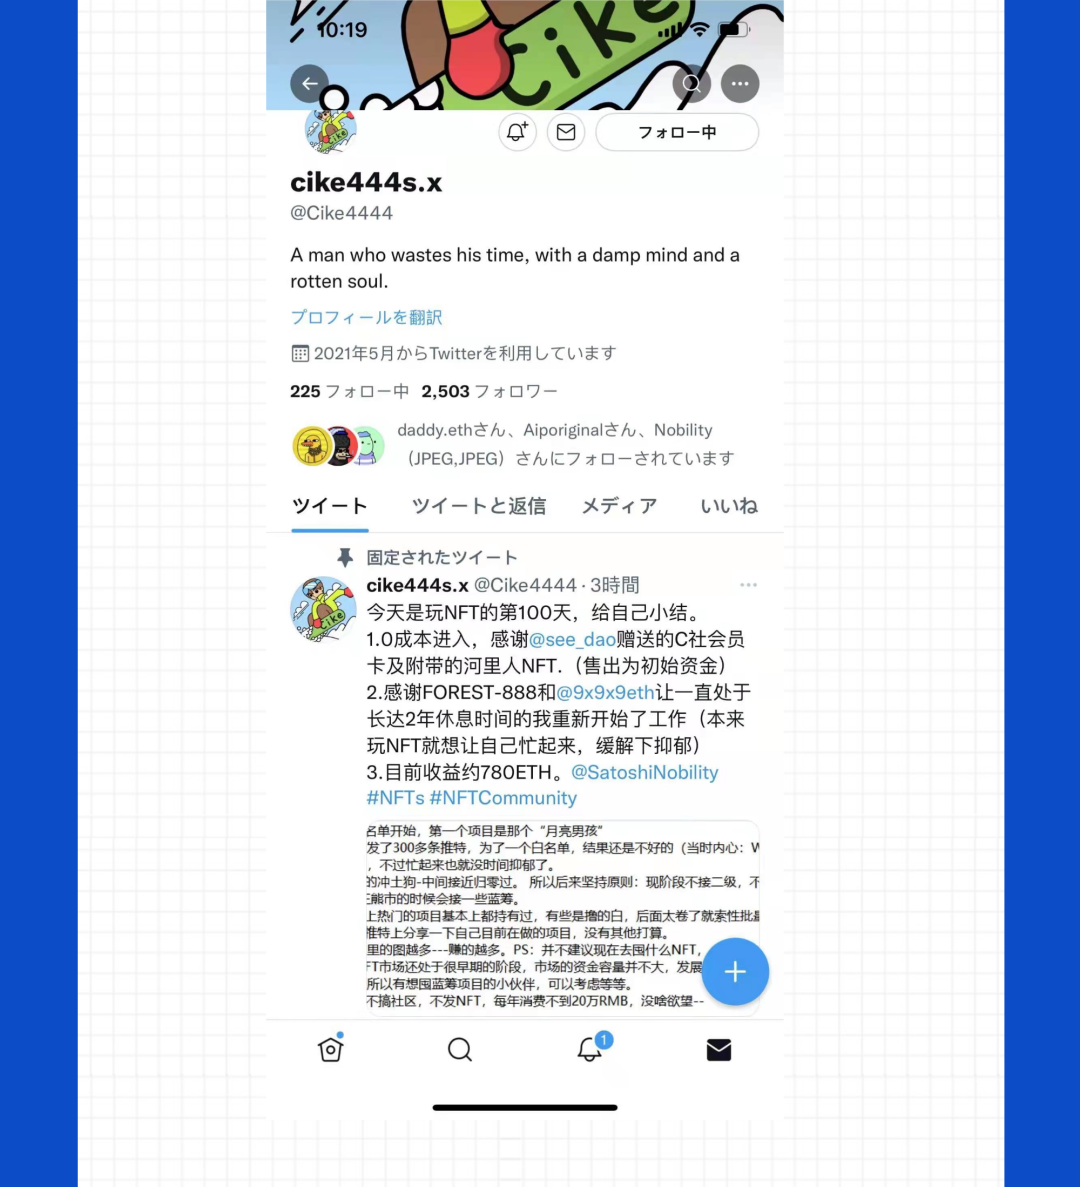 10:19
Cike
フォロー中
Cike
cike444s.x
@Cike4444
A man who wastes his time, with a damp mind and a
rotten soul.
プロフィールを翻訳
2021年5月からTwitterを利用しています
225 フォロー中 2,503 フォロワー
daddy.ethさん、Aiporiginalさん、Nobility
（JPEG,JPEG）さんにフォローされています
ツイート ツイートと返信 メディア いいね
固定されたツイート
cike444s.x @Cike4444 · 3時間
Cike
今天是玩NFT的第100天，给自己小结。
1.0成本进入，感谢@see_dao赠送的C社会员
卡及附带的河里人NFT.（售出为初始资金）
2.感谢FOREST-888和@9x9x9eth让一直处于
长达2年休息时间的我重新开始了工作（本来
玩NFT就想让自己忙起来，缓解下抑郁）
3.目前收益约780ETH。@SatoshiNobility
#NFTs #NFTCommunity
名单开始，第一个项目是那个“月亮男孩”
发了300多条推特，为了一个白名单，结果还是不好的（当时内心：W
，不过忙起来也就没时间抑郁了。
的冲土狗-中间接近归零过。 所以后来坚持原则：现阶段不接二级，不
熊市的时候会接一些蓝筹。
上热门的项目基本上都持有过，有些是撸的白，后面太卷了就索性批
推特上分享一下自己目前在做的项目，没有其他打算。
里的图越多---赚的越多。PS：并不建议现在去囤什么NFT，
FT市场还处于很早期的阶段，市场的资金容量并不大，发展
所以有想囤蓝筹项目的小伙伴，可以考虑等等。
不搞社区，不发NFT，每年消费不到20万RMB，没啥欲望--
1